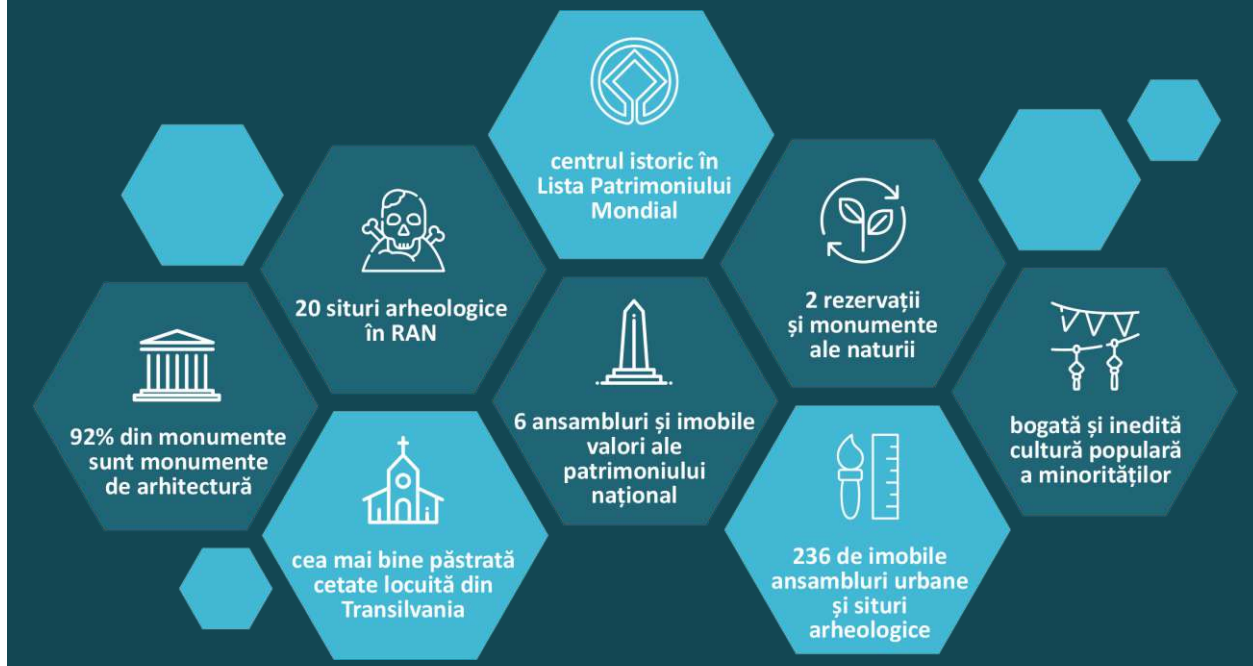 centrul istoric în
Lista Patrimoniului
Mondial
20 situri arheologice
în RAN
2 rezervații
și monumente
ale naturii
92% din monumente
sunt monumente
de arhitectură
6 ansambluri și imobile
valori ale
patrimoniului
național
bogată și inedită
cultură populară
a minorităților
cea mai bine păstrată
cetate locuită din
Transilvania
236 de imobile
ansambluri urbane
și situri
arheologice